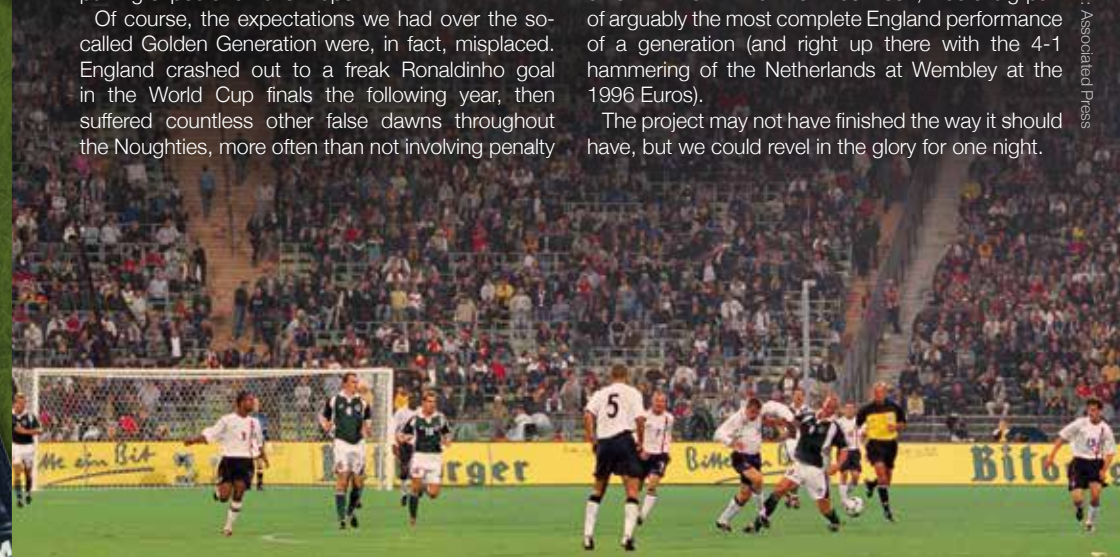 Of course, the expectations we had over the so-
called Golden Generation were, in fact, misplaced.
England crashed out to a freak Ronaldinho goal
in the World Cup finals the following year, then
suffered countless other false dawns throughout
the Noughties, more often than not involving penalty
of arguably the most complete England performance
of a generation (and right up there with the 4-1
hammering of the Netherlands at Wembley at the
1996 Euros).
The project may not have finished the way it should
have, but we could revel in the glory for one night.
: Associated Press
5
ein Bit
rger
Bitte
Bit